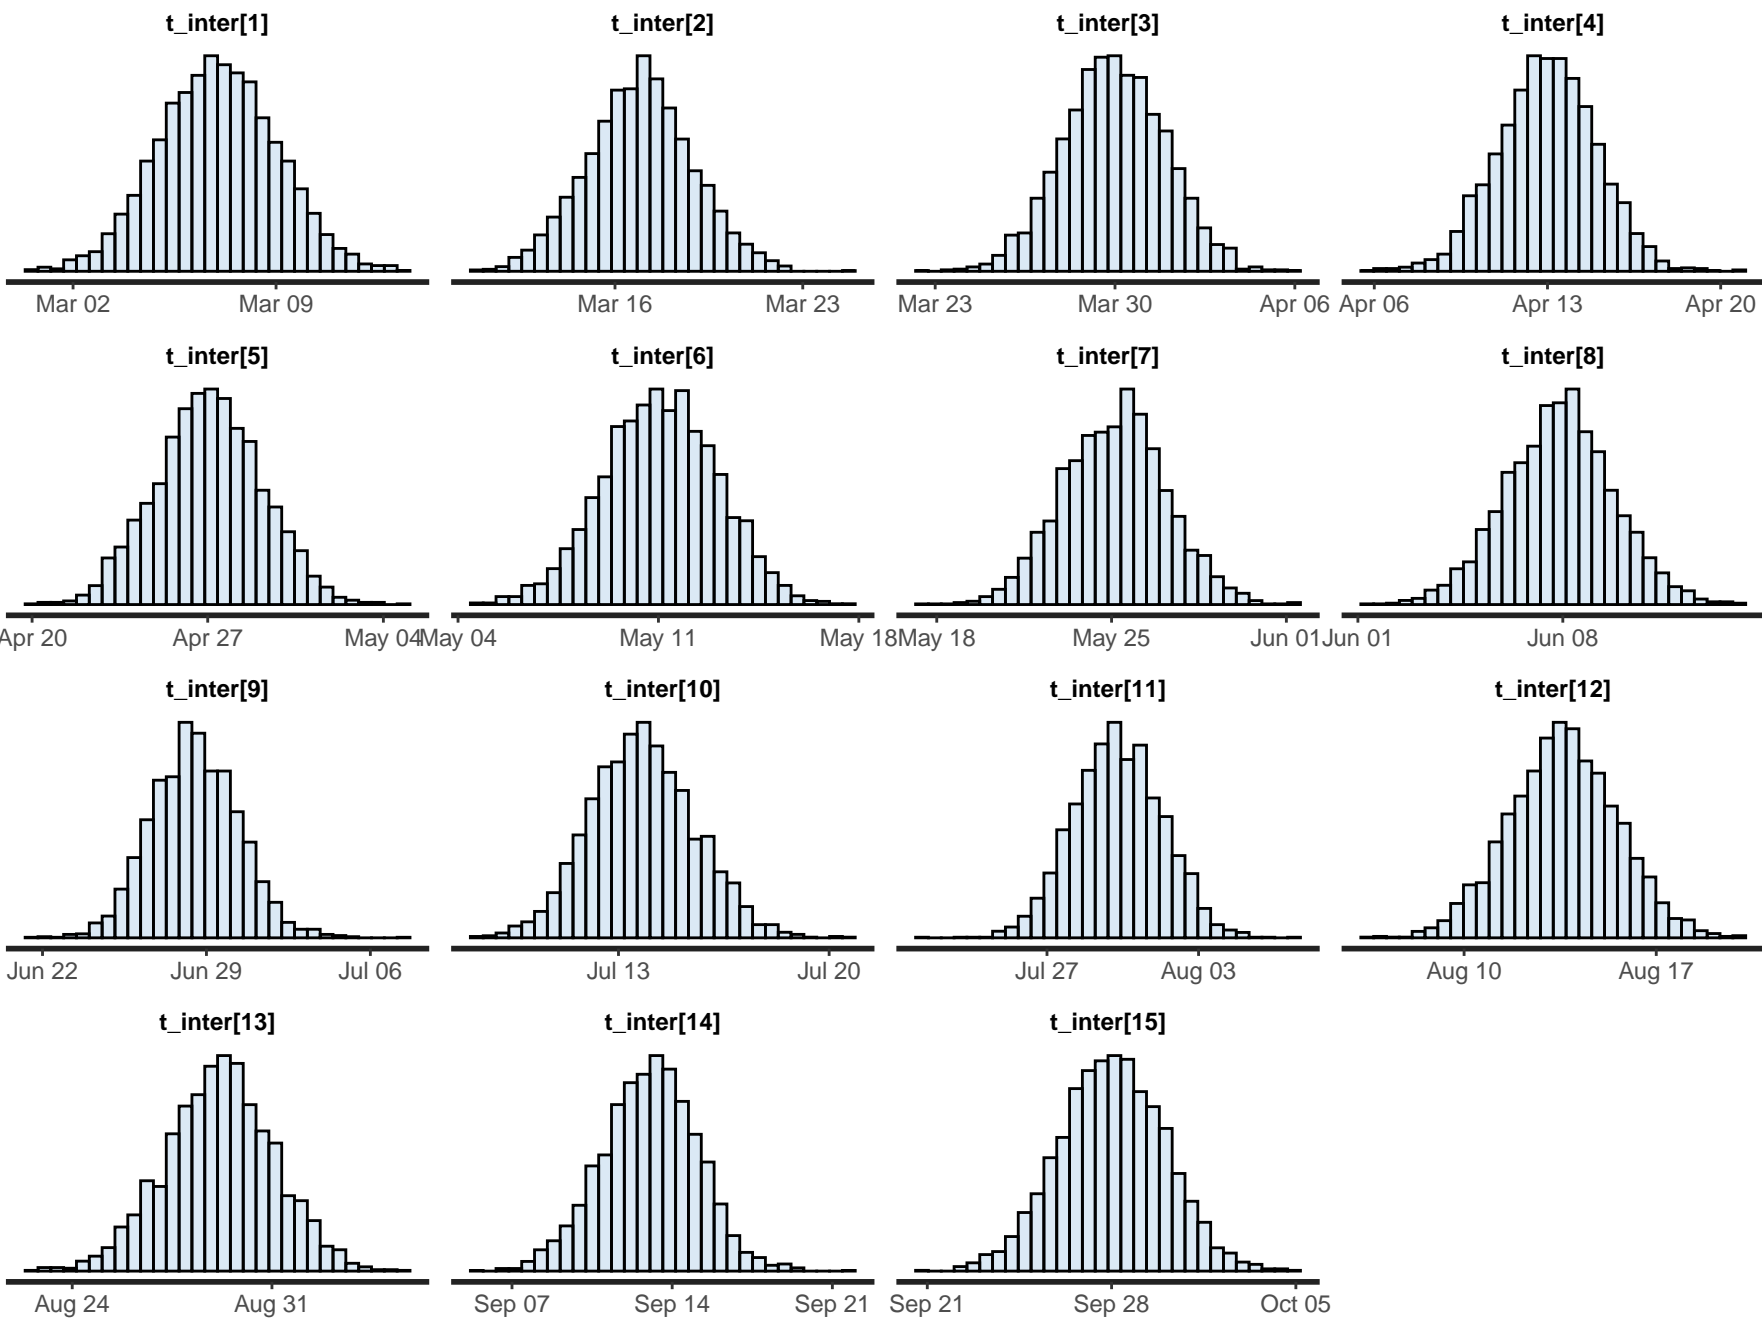 t_inter[1] t_inter[2] t_inter[3] t_inter[4]
Mar 02 Mar 09 Mar 16 Mar 23 Mar 23 Mar 30 Apr 06 Apr 06 Apr 13 Apr 20
t_inter[5] t_inter[6] t_inter[7] t_inter[8]
Apr 20 Apr 27 May 04 May 04 May 11 May 18 May 18 May 25 Jun 01 Jun 01 Jun 08
t_inter[9] t_inter[10] t_inter[11] t_inter[12]
Jun 22 Jun 29 Jul 06 Jul 13 Jul 20 Jul 27 Aug 03 Aug 10 Aug 17
t_inter[13] t_inter[14] t_inter[15]
Aug 24 Aug 31 Sep 07 Sep 14 Sep 21 Sep 21 Sep 28 Oct 05